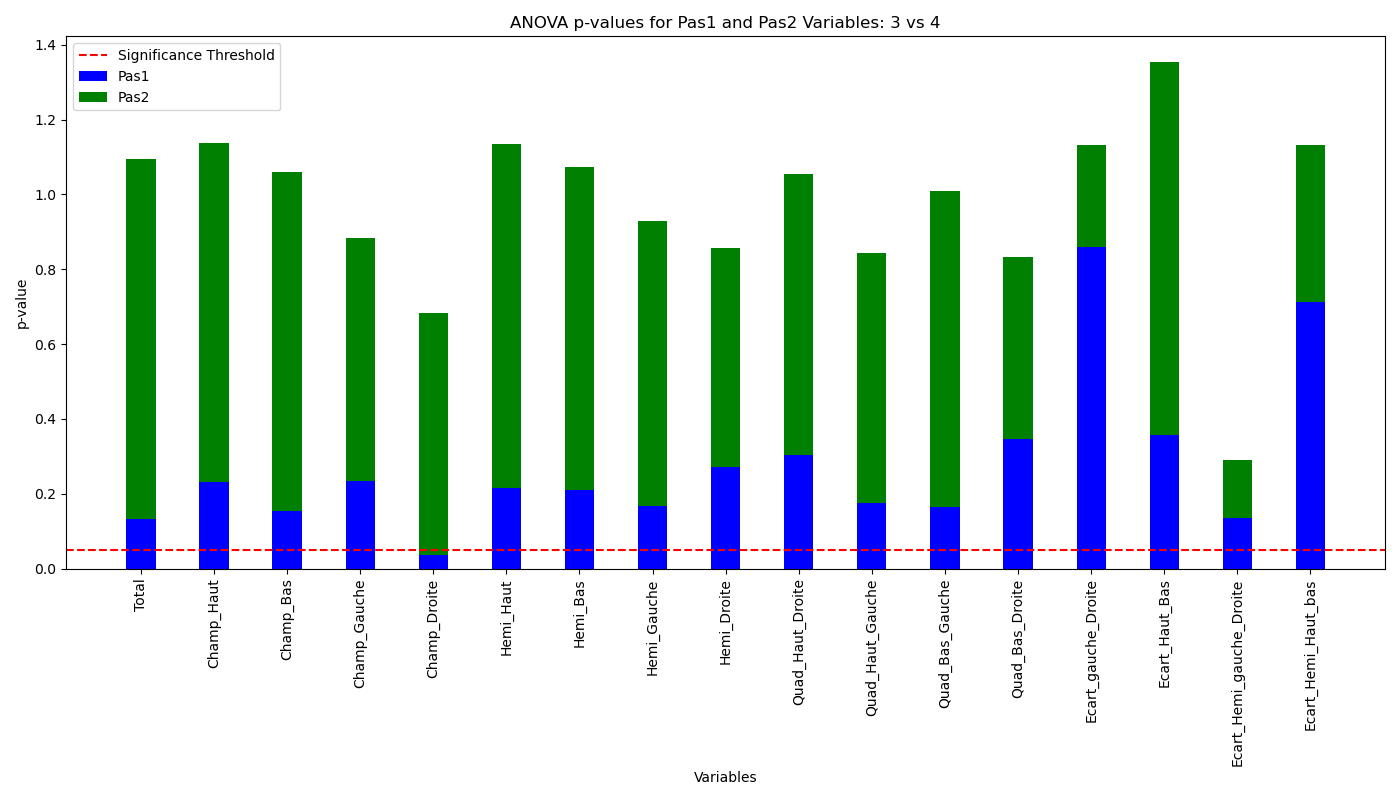 ANOVA p-values for Pas1 and Pas2 Variables: 3 vs 4
1.4
1.2
1.0
0.8
0.6
0.4
0.2
0.0
p-value
Significance Threshold
Pas1
Pas2
Total
Champ_Haut
Champ_Bas
Champ_Gauche
Champ_Droite
Hemi_Haut
Hemi_Bas
Hemi_Gauche
Hemi_Droite
Quad_Haut_Droite
Quad_Haut_Gauche
Quad_Bas_Gauche
Quad_Bas_Droite
Ecart_gauche_Droite
Ecart_Haut_Bas
Ecart_Hemi_gauche_Droite
Ecart_Hemi_Haut_bas
Variables